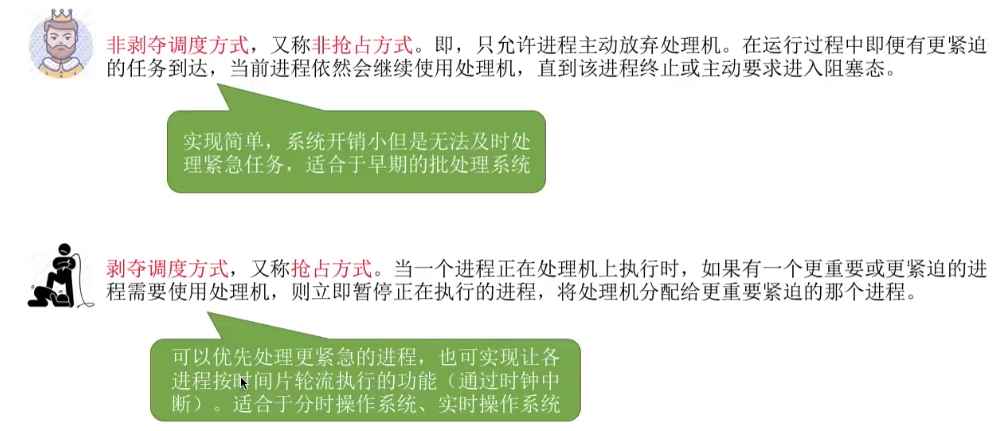 非剥夺调度方式，又称非抢占方式。即，只允许进程主动放弃处理机。在运行过程中即便有更紧迫
的任务到达，当前进程依然会继续使用处理机，直到该进程终止或主动要求进入阻塞态。
实现简单，系统开销小但是无法及时处
理紧急任务，适合于早期的批处理系统
剥夺调度方式，又称抢占方式。当一个进程正在处理机上执行时，如果有一个更重要或更紧迫的进
程需要使用处理机，则立即暂停正在执行的进程，将处理机分配给更重要紧迫的那个进程。
可以优先处理更紧急的进程，也可实现让各
进程按时间片轮流执行的功能（通过时钟中
断）。适合于分时操作系统、实时操作系统